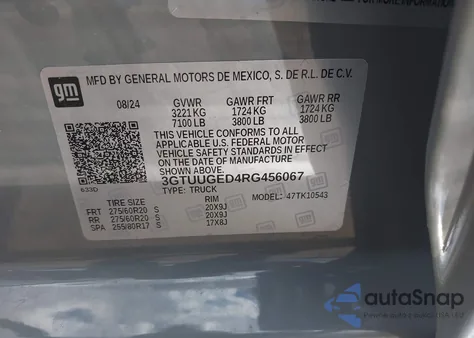 FOR MORE INFORMATION
gm
MFD BY GENERAL MOTORS DE MEXICO, S. DE R.L. DE C.V.
08/24 GVWR GAWR FRT GAWR RR
3221 KG 1724 KG 1724 KG
7100 LB 3800 LB 3800 LB
THIS VEHICLE CONFORMS TO ALL
APPLICABLE U.S. FEDERAL MOTOR
VEHICLE SAFETY STANDARDS IN
EFFECT ON THE DATE OF MANUFACTURE
SHOWN ABOVE.
3GTUUGED4RG456067
TYPE: TRUCK MODEL: 47TK10543
TIRE SIZE RIM
FRT 275/60R20 S 20X9J
RR 275/60R20 S 20X9J
SPA 255/80R17 S 17X8J
autoSnap